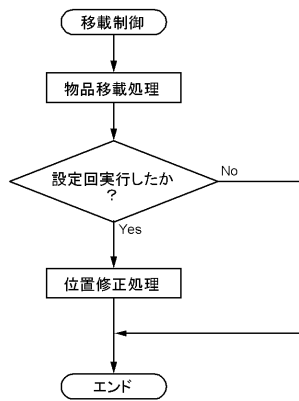 移載制御
物品移載処理
設定回実行したか
?
No
Yes
位置修正処理
エンド